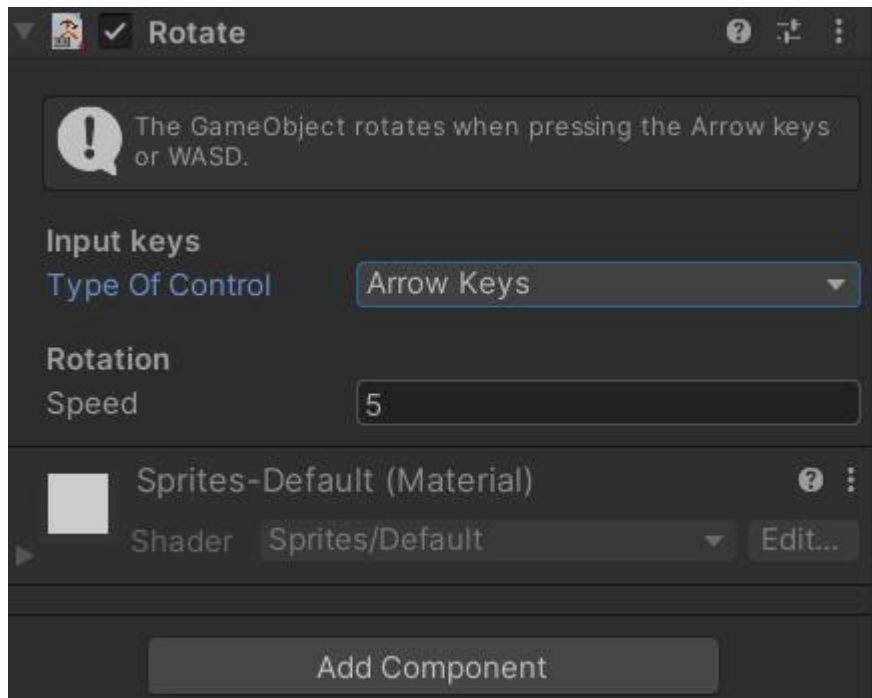 Rotate
The GameObject rotates when pressing the Arrow keys
or WASD.
Input keys
Type Of Control Arrow Keys
Rotation
Speed 5
Sprites-Default (Material)
Shader Sprites/Default Edit...
Add Component